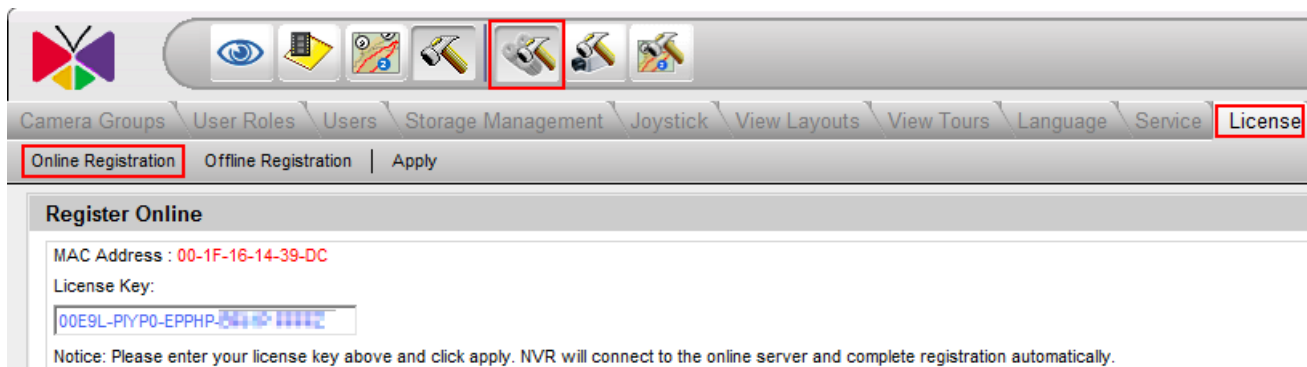 Camera Groups User Roles Users Storage Management Joystick View Layouts View Tours Language Service License
Online Registration Offline Registration | Apply
Register Online
MAC Address : 00-1F-16-14-39-DC
License Key:
00E9L-PIYP0-EPPHP-
Notice: Please enter your license key above and click apply. NVR will connect to the online server and complete registration automatically.